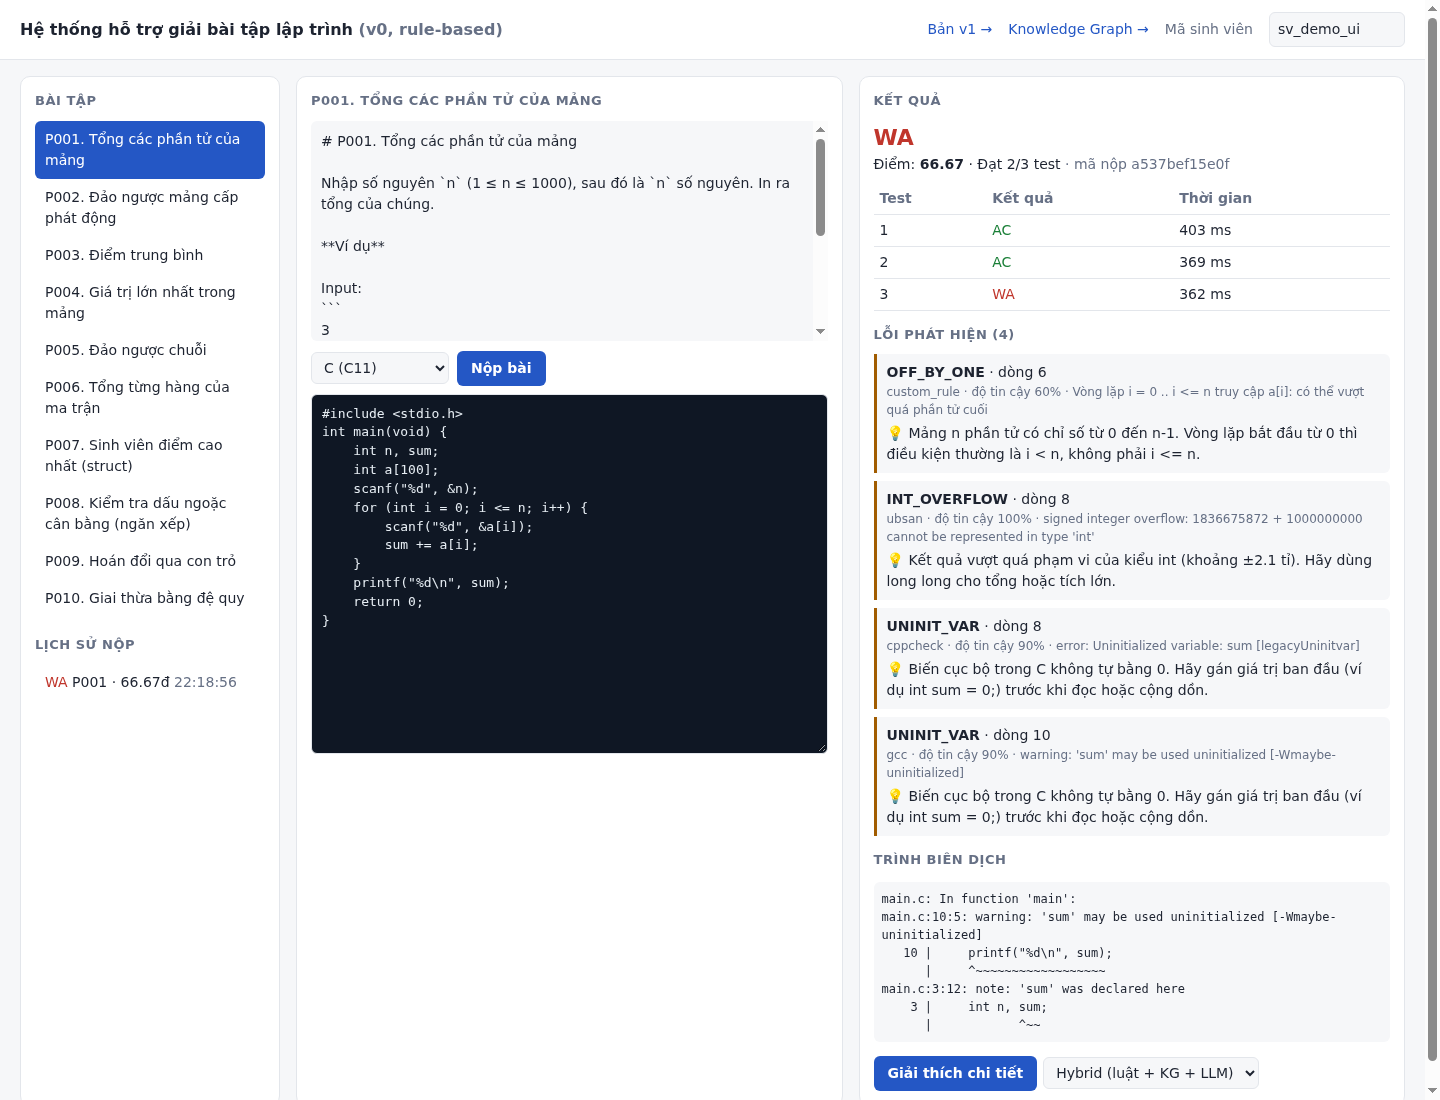 Hệ thống hỗ trợ giải bài tập lập trình (v0, rule-based)
Bản v1 →
Knowledge Graph →
Mã sinh viên
sv_demo_ui
BÀI TẬP
P001. Tổng các phần tử của
mảng
P002. Đảo ngược mảng cấp
phát động
P003. Điểm trung bình
P004. Giá trị lớn nhất trong
mảng
P005. Đảo ngược chuỗi
P006. Tổng từng hàng của
ma trận
P007. Sinh viên điểm cao
nhất (struct)
P008. Kiểm tra dấu ngoặc
cân bằng (ngăn xếp)
P009. Hoán đổi qua con trỏ
P010. Giai thừa bằng đệ quy
LỊCH SỬ NỘP
WA P001 · 66.67đ 22:18:56
P001. TỔNG CÁC PHẦN TỬ CỦA MẢNG
# P001. Tổng các phần tử của mảng
Nhập số nguyên `n` (1 ≤ n ≤ 1000), sau đó là `n` số nguyên. In ra
tổng của chúng.
**Ví dụ**
Input:
```
3
C (C11)
Nộp bài
#include <stdio.h>
int main(void) {
    int n, sum;
    int a[100];
    scanf("%d", &n);
    for (int i = 0; i <= n; i++) {
        scanf("%d", &a[i]);
        sum += a[i];
    }
    printf("%d\n", sum);
    return 0;
}
KẾT QUẢ
WA
Điểm: 66.67 · Đạt 2/3 test · mã nộp a537bef15e0f
Test Kết quả Thời gian
1 AC 403 ms
2 AC 369 ms
3 WA 362 ms
LỖI PHÁT HIỆN (4)
OFF_BY_ONE · dòng 6
custom_rule · độ tin cậy 60% · Vòng lặp i = 0 .. i <= n truy cập a[i]: có thể vượt
quá phần tử cuối
💡 Mảng n phần tử có chỉ số từ 0 đến n-1. Vòng lặp bắt đầu từ 0 thì
điều kiện thường là i < n, không phải i <= n.
INT_OVERFLOW · dòng 8
ubsan · độ tin cậy 100% · signed integer overflow: 1836675872 + 1000000000
cannot be represented in type 'int'
💡 Kết quả vượt quá phạm vi của kiểu int (khoảng ±2.1 tỉ). Hãy dùng
long long cho tổng hoặc tích lớn.
UNINIT_VAR · dòng 8
cppcheck · độ tin cậy 90% · error: Uninitialized variable: sum [legacyUninitvar]
💡 Biến cục bộ trong C không tự bằng 0. Hãy gán giá trị ban đầu (ví
dụ int sum = 0;) trước khi đọc hoặc cộng dồn.
UNINIT_VAR · dòng 10
gcc · độ tin cậy 90% · warning: 'sum' may be used uninitialized [-Wmaybe-
uninitialized]
💡 Biến cục bộ trong C không tự bằng 0. Hãy gán giá trị ban đầu (ví
dụ int sum = 0;) trước khi đọc hoặc cộng dồn.
TRÌNH BIÊN DỊCH
main.c: In function 'main':
main.c:10:5: warning: 'sum' may be used uninitialized [-Wmaybe-
uninitialized]
   10 |     printf("%d\n", sum);
      |     ^~~~~~~~~~~~~~~~~~~
main.c:3:12: note: 'sum' was declared here
    3 |     int n, sum;
      |            ^~~
Giải thích chi tiết
Hybrid (luật + KG + LLM)